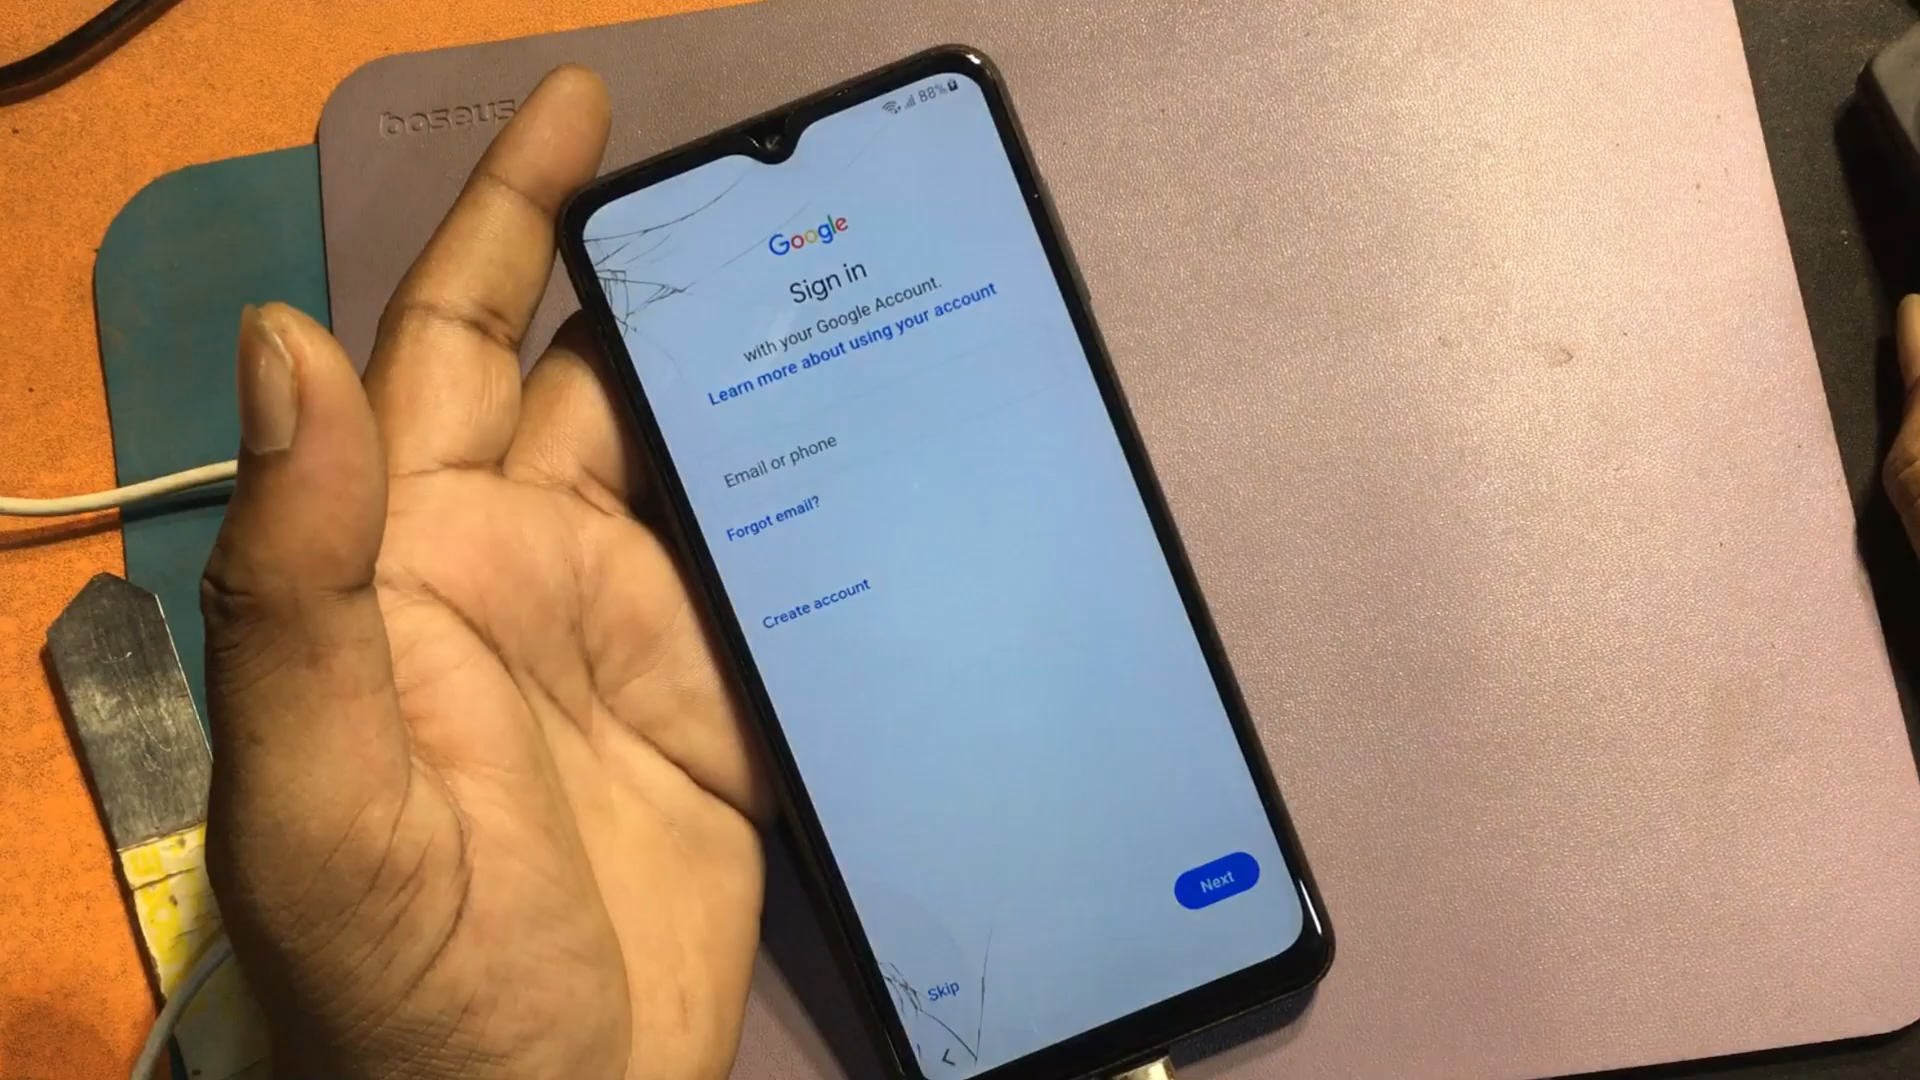 baseus
88%
Google
Sign in
with your Google Account.
Learn more about using your account
Email or phone
Forgot email?
Create account
Next
Skip